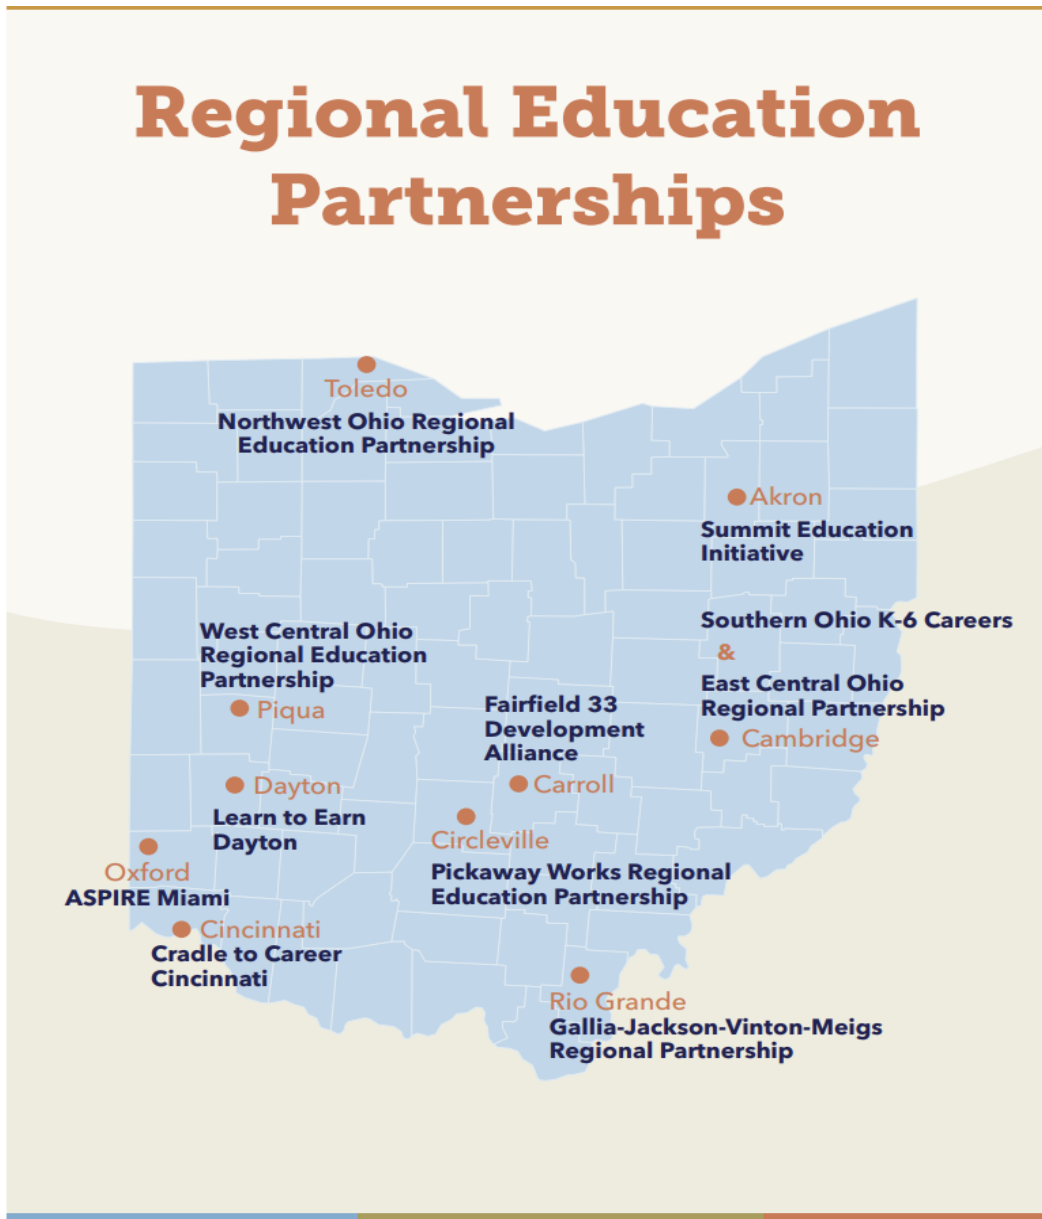 Regional Education
Partnerships
Toledo
Northwest Ohio Regional
Education Partnership
Akron
Summit Education
Initiative
Southern Ohio K-6 Careers
&
East Central Ohio
Regional Partnership
Cambridge
West Central Ohio
Regional Education
Partnership
Piqua
Fairfield 33
Development
Alliance
Carroll
Dayton
Learn to Earn
Dayton
Circleville
Pickaway Works Regional
Education Partnership
Oxford
ASPIRE Miami
Cincinnati
Cradle to Career
Cincinnati
Rio Grande
Gallia-Jackson-Vinton-Meigs
Regional Partnership